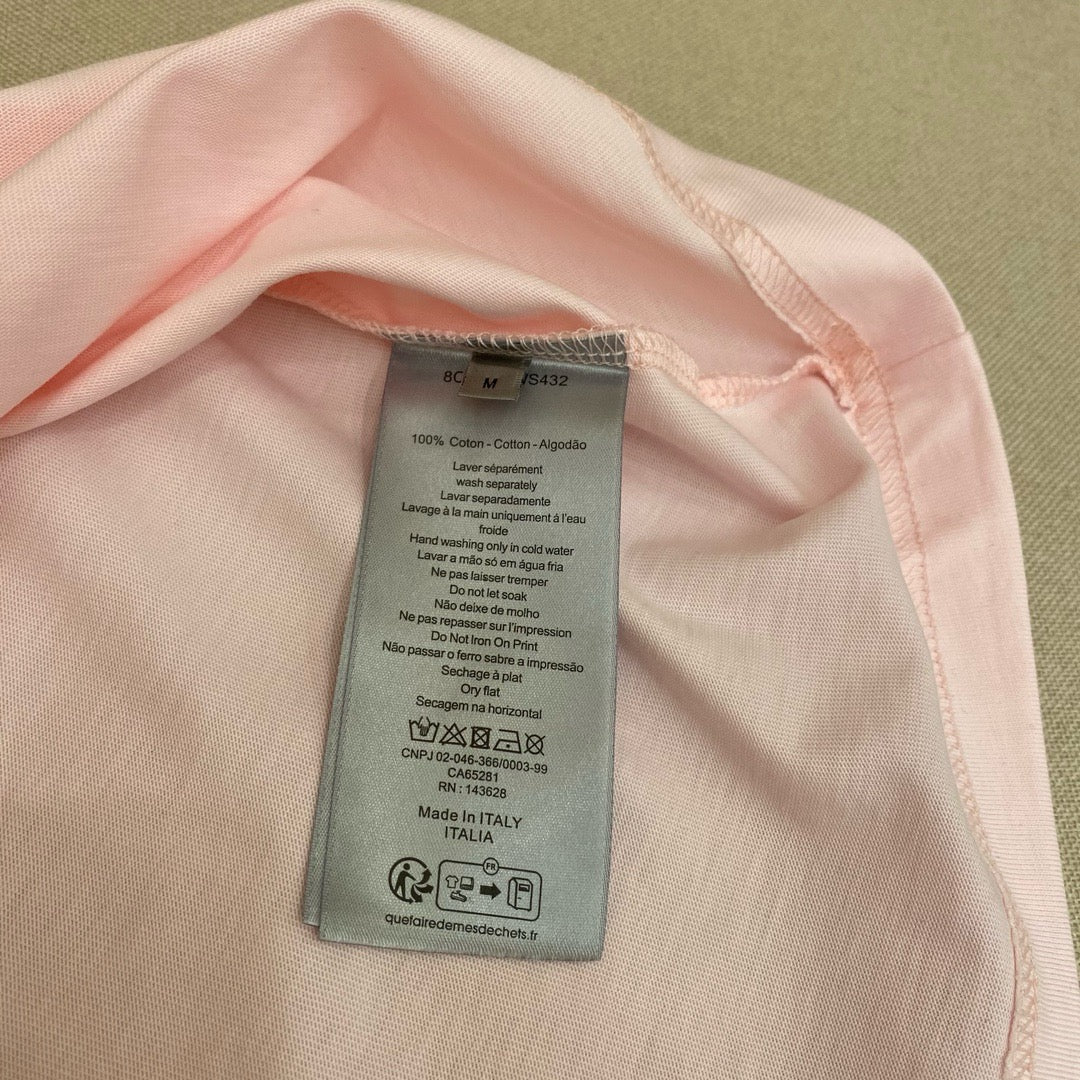 8C
M
VS432
100% Coton - Cotton - Algodão
Laver séparément
wash separately
Lavar separadamente
Lavage à la main uniquement á l'eau
froide
Hand washing only in cold water
Lavar a mão só em água fria
Ne pas laisser tremper
Do not let soak
Não deixe de molho
Ne pas repasser sur l'impression
Do Not Iron On Print
Não passar o ferro sabre a impressão
Sechage à plat
Ory flat
Secagem na horizontal
CNPJ 02-046-366/0003-99
CA65281
RN : 143628
Made In ITALY
ITALIA
FR
quefairedemesdechets.fr